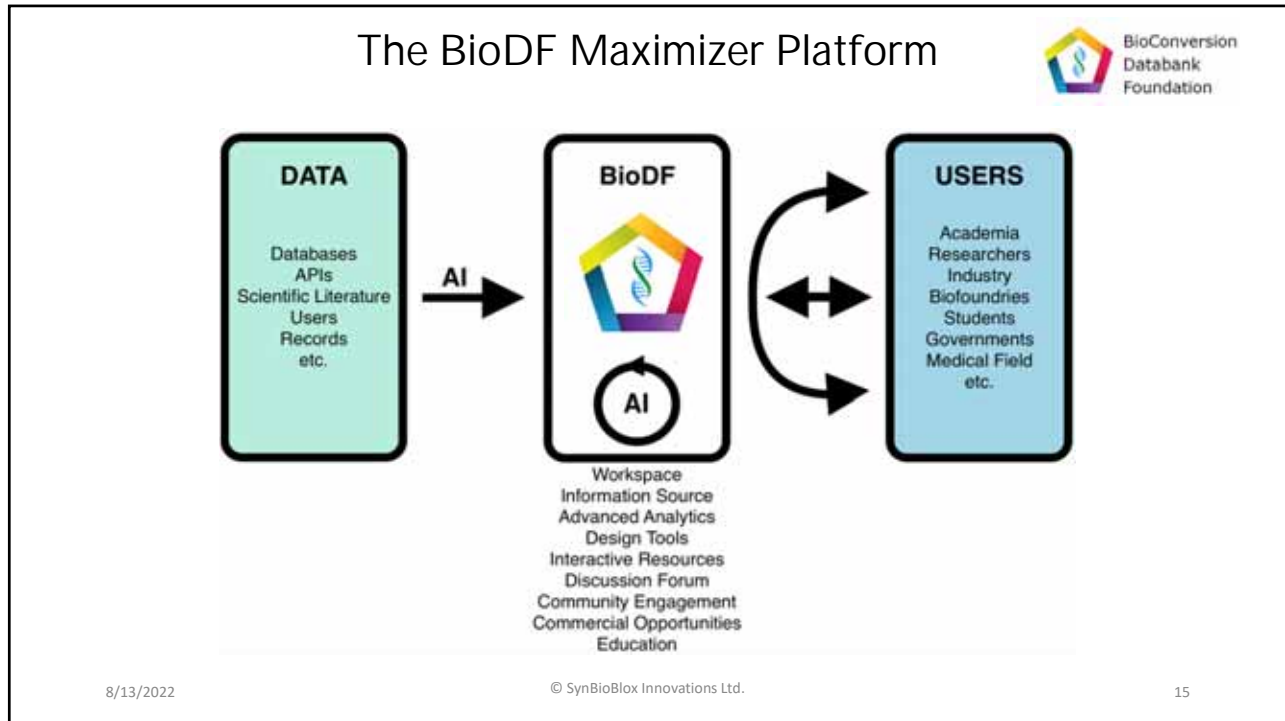 The BioDF Maximizer Platform
BioConversion
Databank
Foundation
DATA
Databases
APIs
Scientific Literature
Users
Records
etc.
AI
BioDF
AI
Workspace
Information Source
Advanced Analytics
Design Tools
Interactive Resources
Discussion Forum
Community Engagement
Commercial Opportunities
Education
USERS
Academia
Researchers
Industry
Biofoundries
Students
Governments
Medical Field
etc.
8/13/2022
© SynBioBlox Innovations Ltd.
15